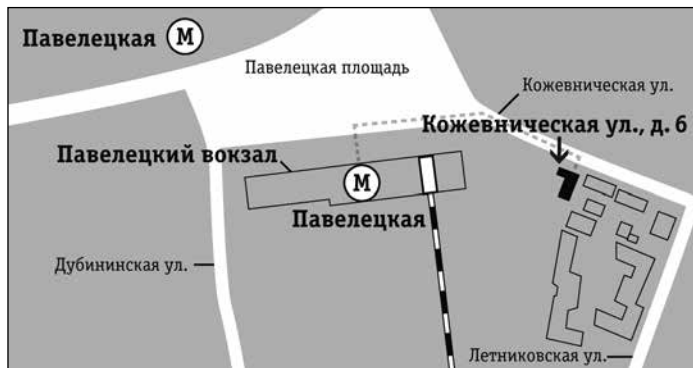 Павелецкая М
Павелецкая площадь
Кожевническая ул.
Кожевническая ул., д. 6
Павелецкий вокзал
М
Павелецкая
Дубининская ул.
Летниковская ул.